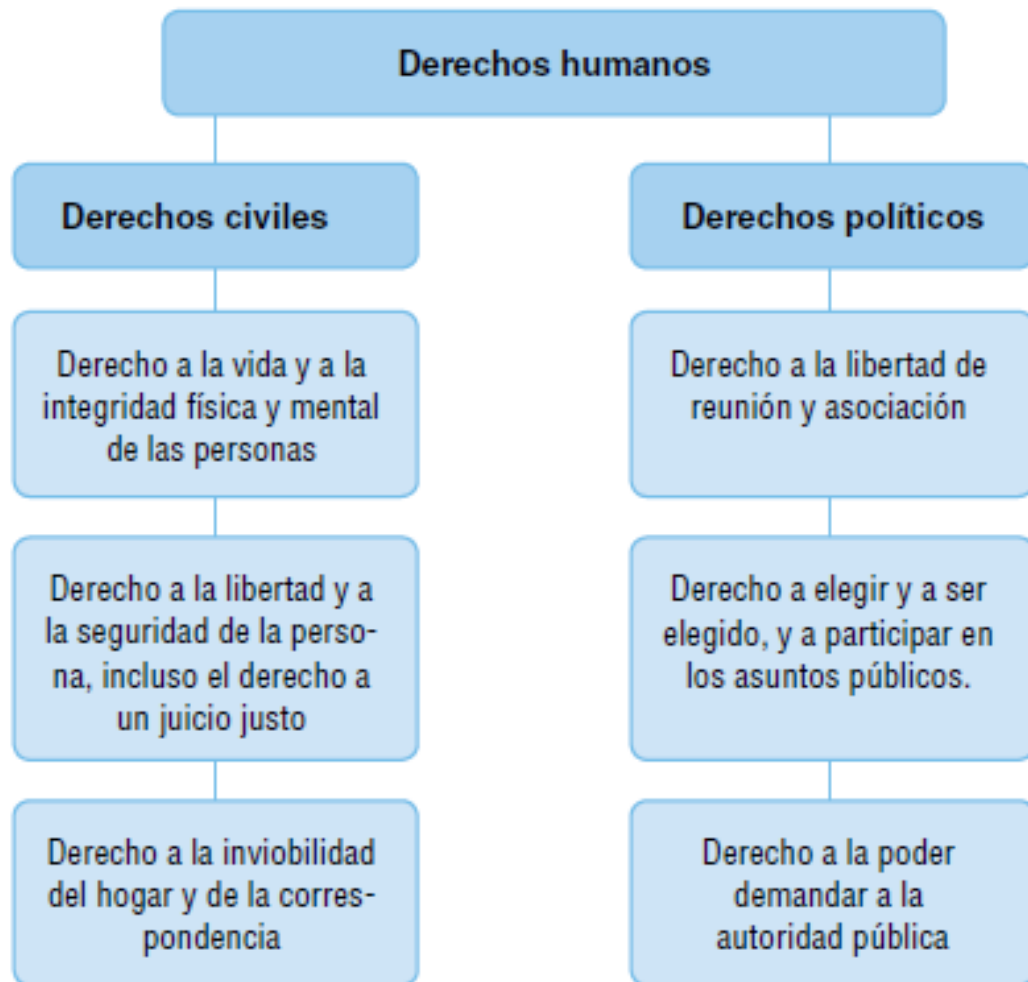 Derechos humanos
Derechos civiles
Derecho a la vida y a la
integridad física y mental
de las personas
Derecho a la libertad y a
la seguridad de la perso-
na, incluso el derecho a
un juicio justo
Derecho a la inviobilidad
del hogar y de la corres-
pondencia
Derechos políticos
Derecho a la libertad de
reunión y asociación
Derecho a elegir y a ser
elegido, y a participar en
los asuntos públicos.
Derecho a la poder
demandar a la
autoridad pública